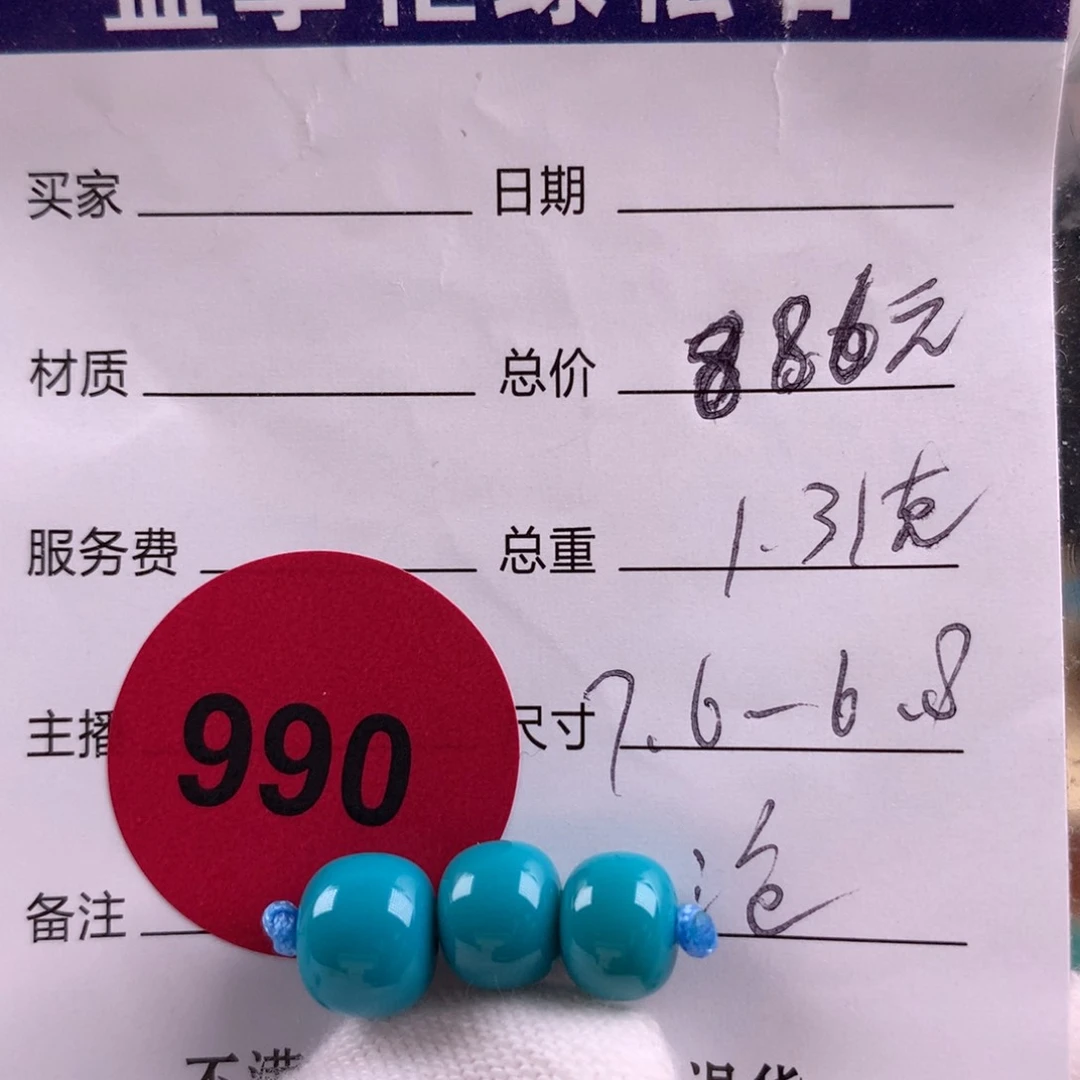 买家 日期
材质 总价 886元
服务费 总重 1.31克
主播 990 尺寸 7.6-6.8
备注